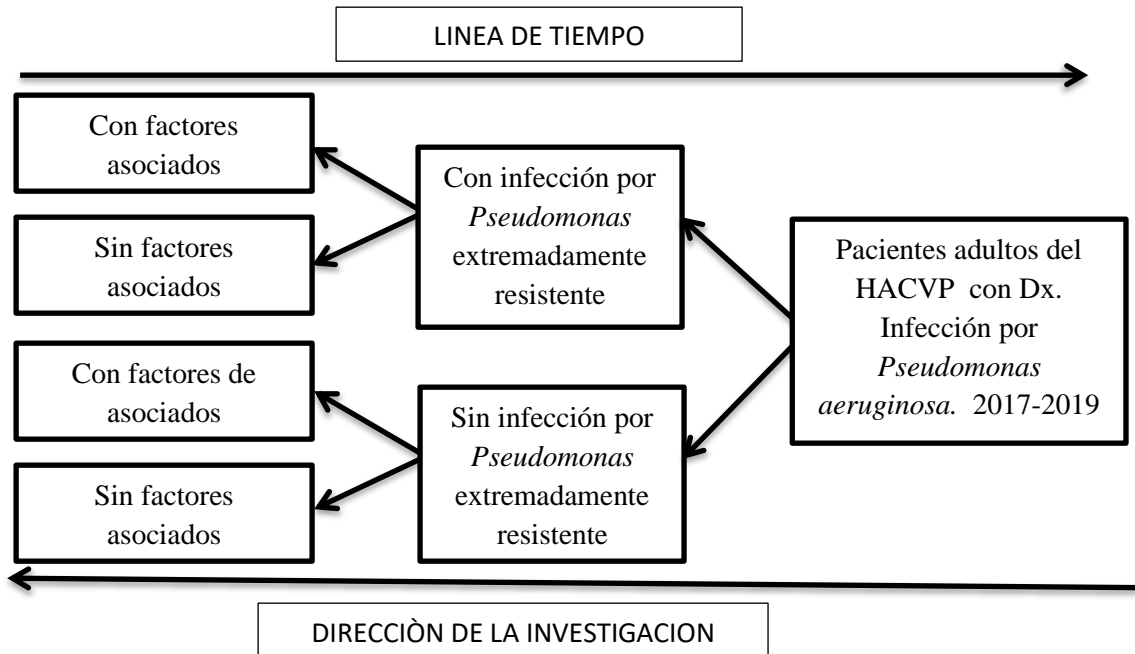 LINEA DE TIEMPO
Con factores
asociados
Sin factores
asociados
Con factores de
asociados
Sin factores
asociados
Con infección por
Pseudomonas
extremadamente
resistente
Sin infección por
Pseudomonas
extremadamente
resistente
Pacientes adultos del
HACVP con Dx.
Infección por
Pseudomonas
aeruginosa. 2017-2019
DIRECCIÒN DE LA INVESTIGACION